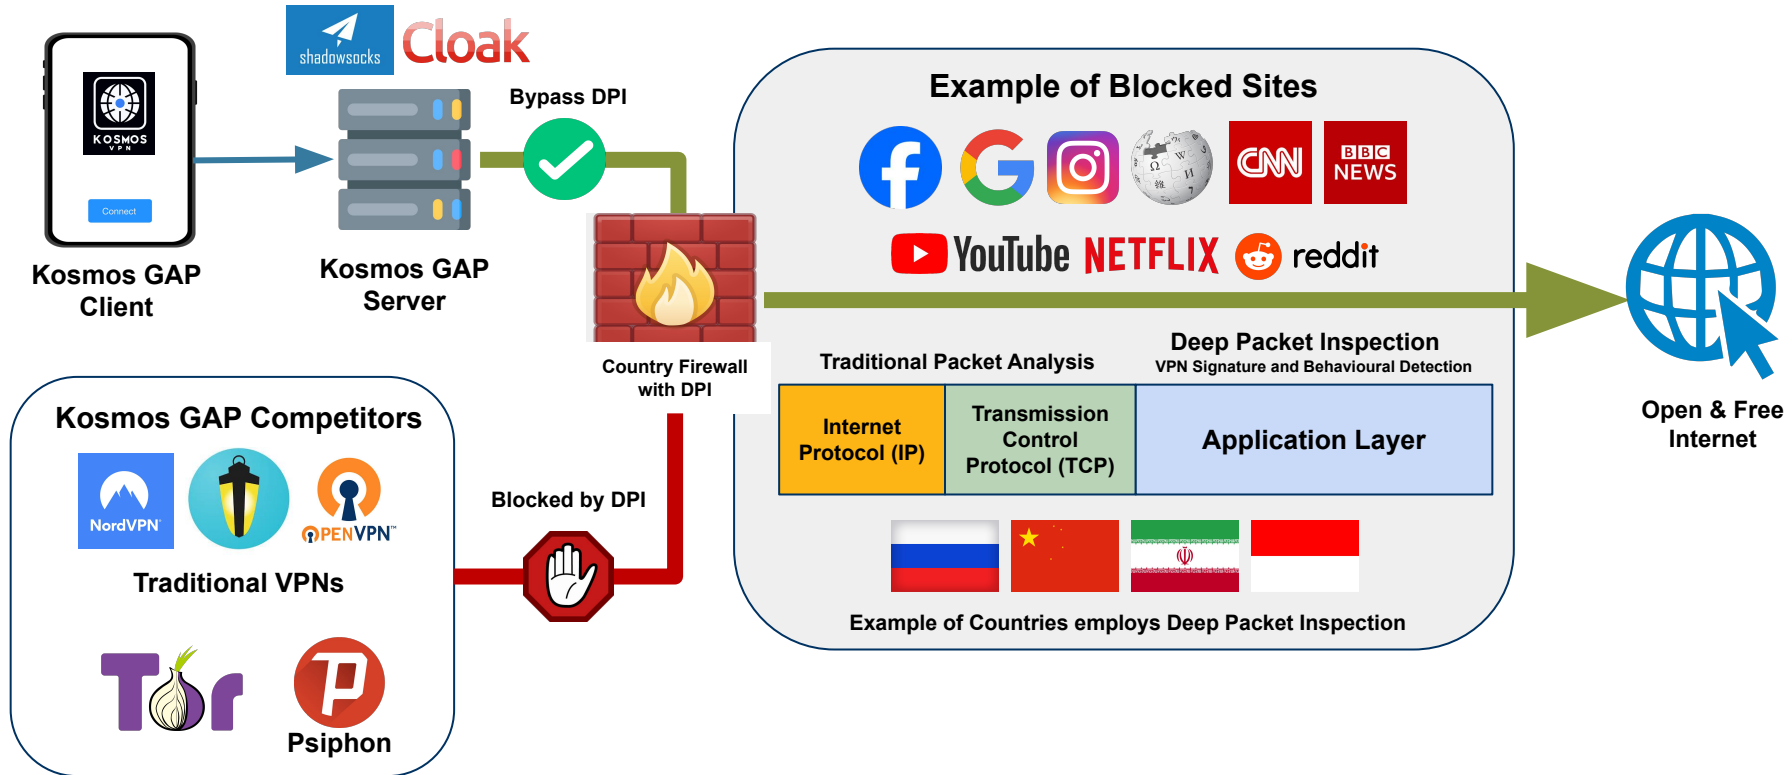 shadowsocks
Cloak
KOSMOS
VPN
Connect
Kosmos GAP
Client
Kosmos GAP
Server
Bypass DPI
Country Firewall
with DPI
Example of Blocked Sites
CNN
BBC
NEWS
YouTube
NETFLIX
reddit
Traditional Packet Analysis
Deep Packet Inspection
VPN Signature and Behavioural Detection
Internet
Protocol (IP)
Transmission
Control
Protocol (TCP)
Application Layer
Example of Countries employs Deep Packet Inspection
Open & Free
Internet
Kosmos GAP Competitors
NordVPN
OPENVPN™
Traditional VPNs
Tor
Psiphon
Blocked by DPI